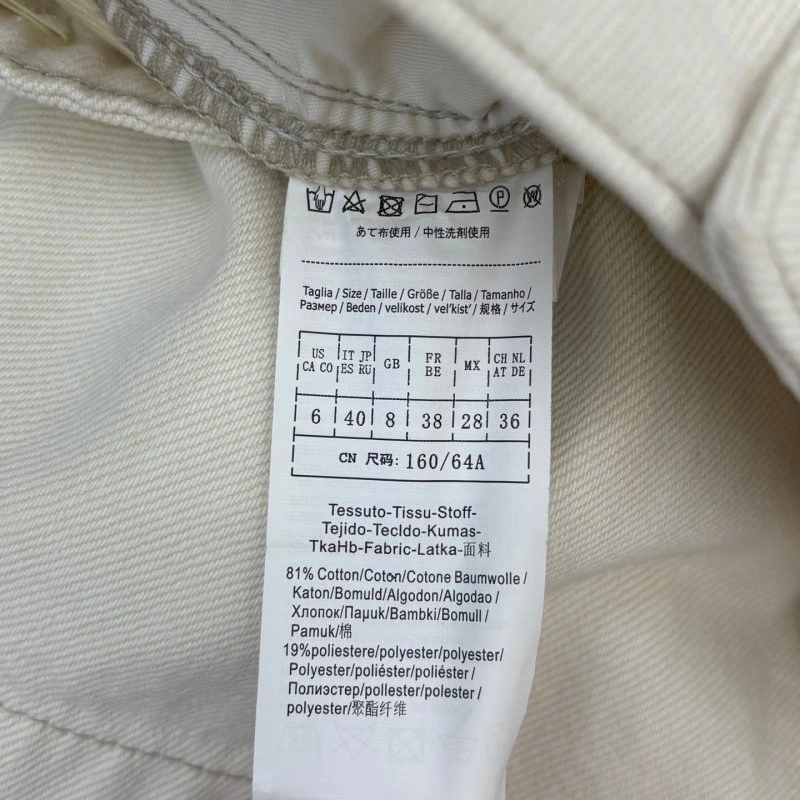 あて布使用 / 中性洗剤使用
Taglia / Size / Taille / Größe / Talla / Tamanho /
Размер / Beden / velikost / vel'kist' / 规格 / サイズ
US CA CO IT JP ES RU GB FR BE MX CH NL AT DE
6 40 8 38 28 36
CN 尺码: 160/64A
Tessuto-Tissu-Stoff-
Tejido-Tecldo-Kumas-
TkaHb-Fabric-Latka-面料
81% Cotton/Coton/Cotone Baumwolle /
Katon/Bomuld/Algodon/Algodao /
Хлопок/Паџuk/Bambki/Bomull /
Pamuk/棉
19%poliestere/polyester/polyester/
Polyester/poliéster/poliéster /
Полиэстер/pollester/polester /
polyester/聚酯纤维